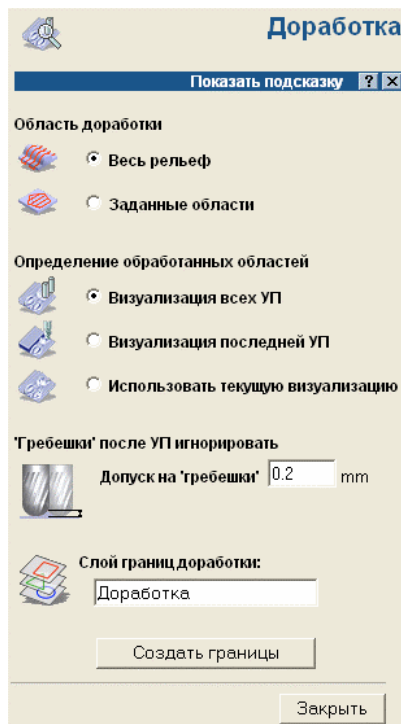 Доработка
Показать подсказку ? ×
Область доработки
Весь рельеф
Заданные области
Определение обработанных областей
Визуализация всех УП
Визуализация последней УП
Использовать текущую визуализацию
'Гребешки' после УП игнорировать
Допуск на 'гребешки' 0.2 mm
Слой границ доработки:
Доработка
Создать границы
Закрыть